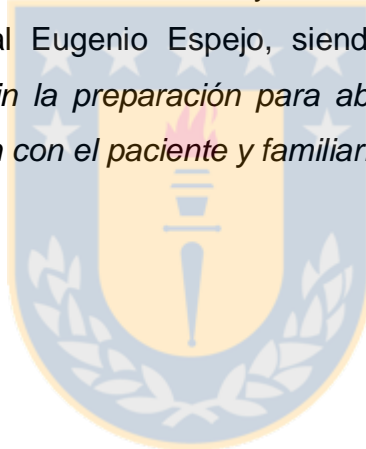 al Eugenio Espejo, siend
in la preparación para ab
n con el paciente y familiar